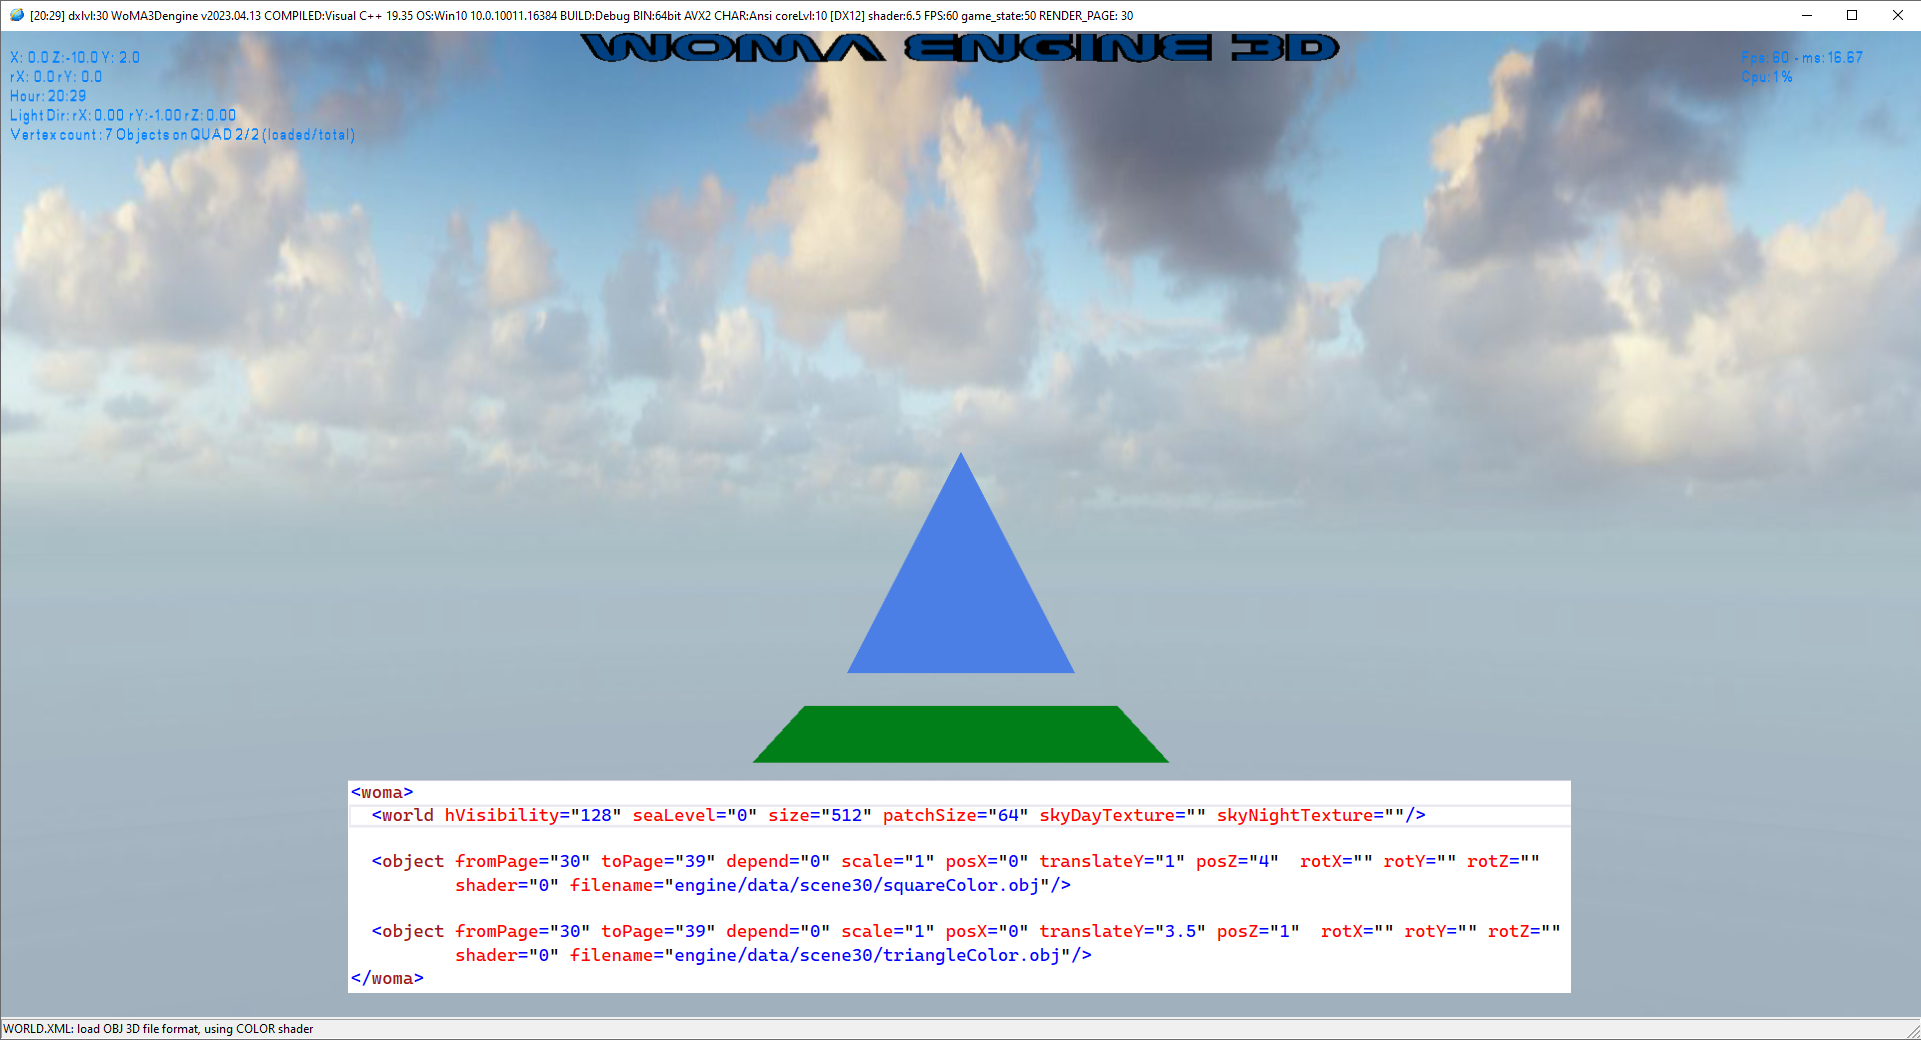 [20:29] dxlvl:30 WoMA3Dengine v2023.04.13 COMPILED:Visual C++ 19.35 OS:Win10 10.0.10011.16384 BUILD:Debug BIN:64bit AVX2 CHAR:Ansi coreLvl:10 [DX12] shader:6.5 FPS:60 game_state:50 RENDER_PAGE: 30
WOMA ENGINE 3D
X: 0.0 Z:-10.0 Y: 2.0
rX: 0.0 rY: 0.0
Hour: 20:29
Light Dir: rX: 0.00 rY:-1.00 rZ: 0.00
Vertex count: 7 Objects on QUAD 2/2 (loaded/total)
Fps: 60 - ms: 16.67
Cpu: 1%
<woma>
<world hVisibility="128" seaLevel="0" size="512" patchSize="64" skyDayTexture="" skyNightTexture=""/>
<object fromPage="30" toPage="39" depend="0" scale="1" posX="0" translateY="1" posZ="4" rotX="" rotY="" rotZ=""
shader="0" filename="engine/data/scene30/squareColor.obj"/>
<object fromPage="30" toPage="39" depend="0" scale="1" posX="0" translateY="3.5" posZ="1" rotX="" rotY="" rotZ=""
shader="0" filename="engine/data/scene30/triangleColor.obj"/>
</woma>
WORLD.XML: load OBJ 3D file format, using COLOR shader